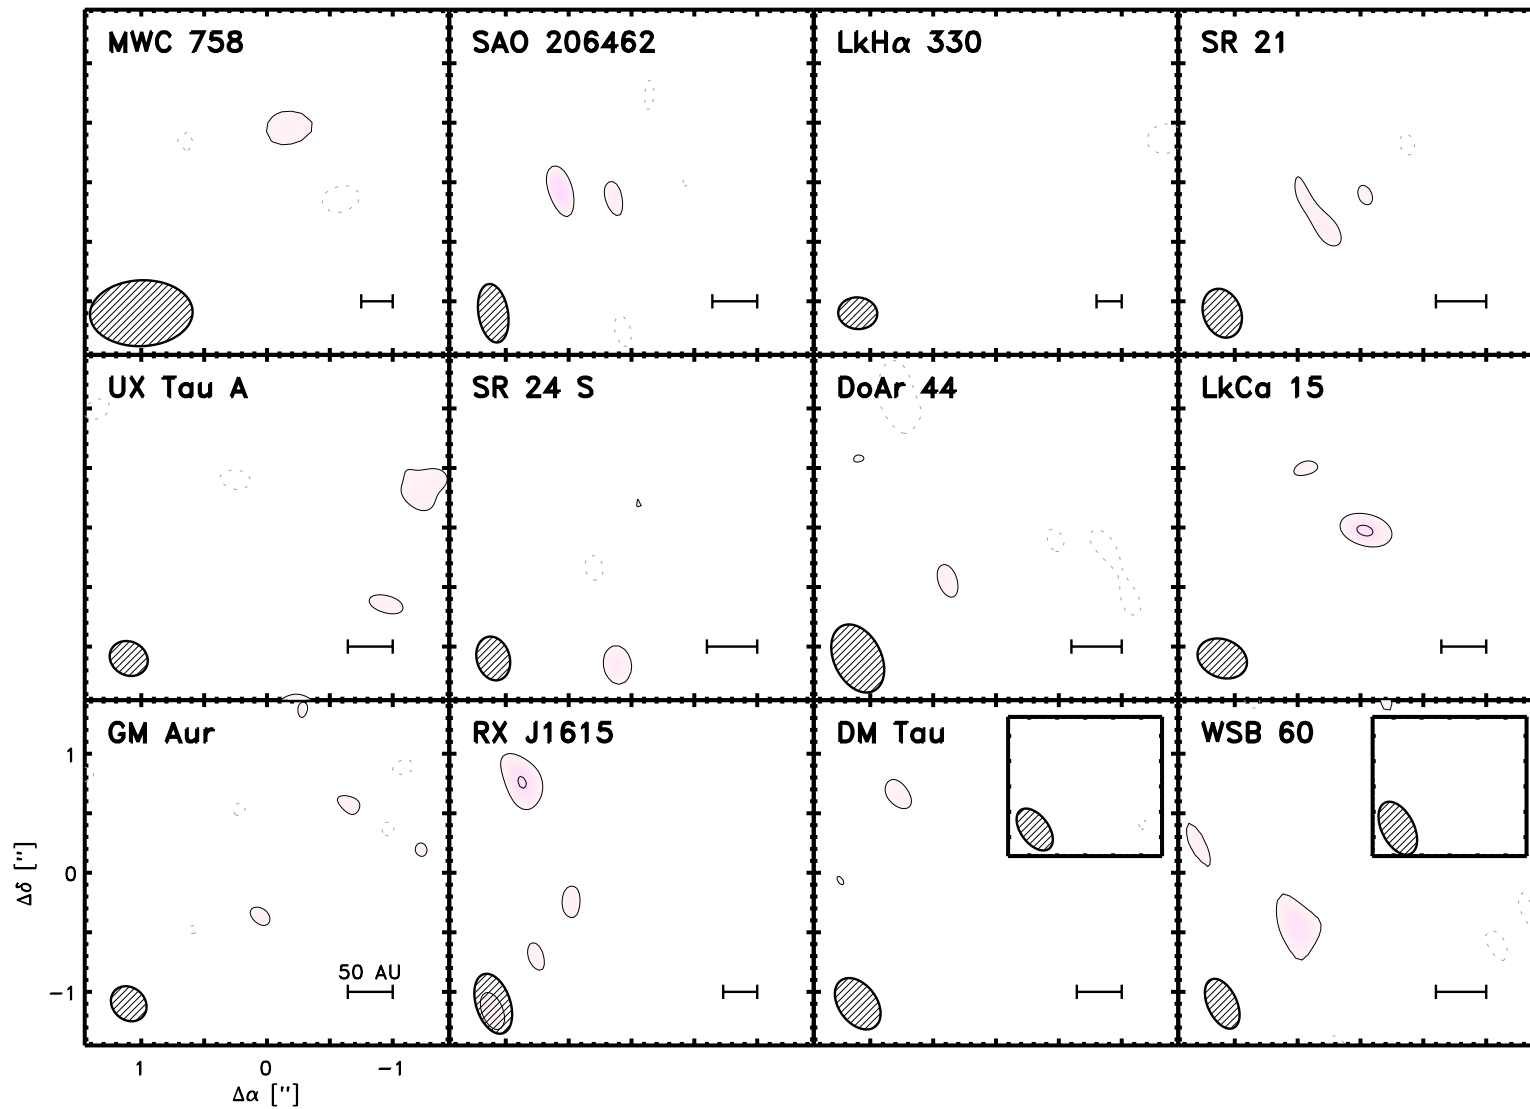 MWC 758
SAO 206462
LkHα 330
SR 21
UX Tau A
SR 24 S
DoAr 44
LkCa 15
GM Aur
RX J1615
DM Tau
WSB 60
1
0
−1
Δδ ["]
50 AU
1
0
−1
Δα ["]